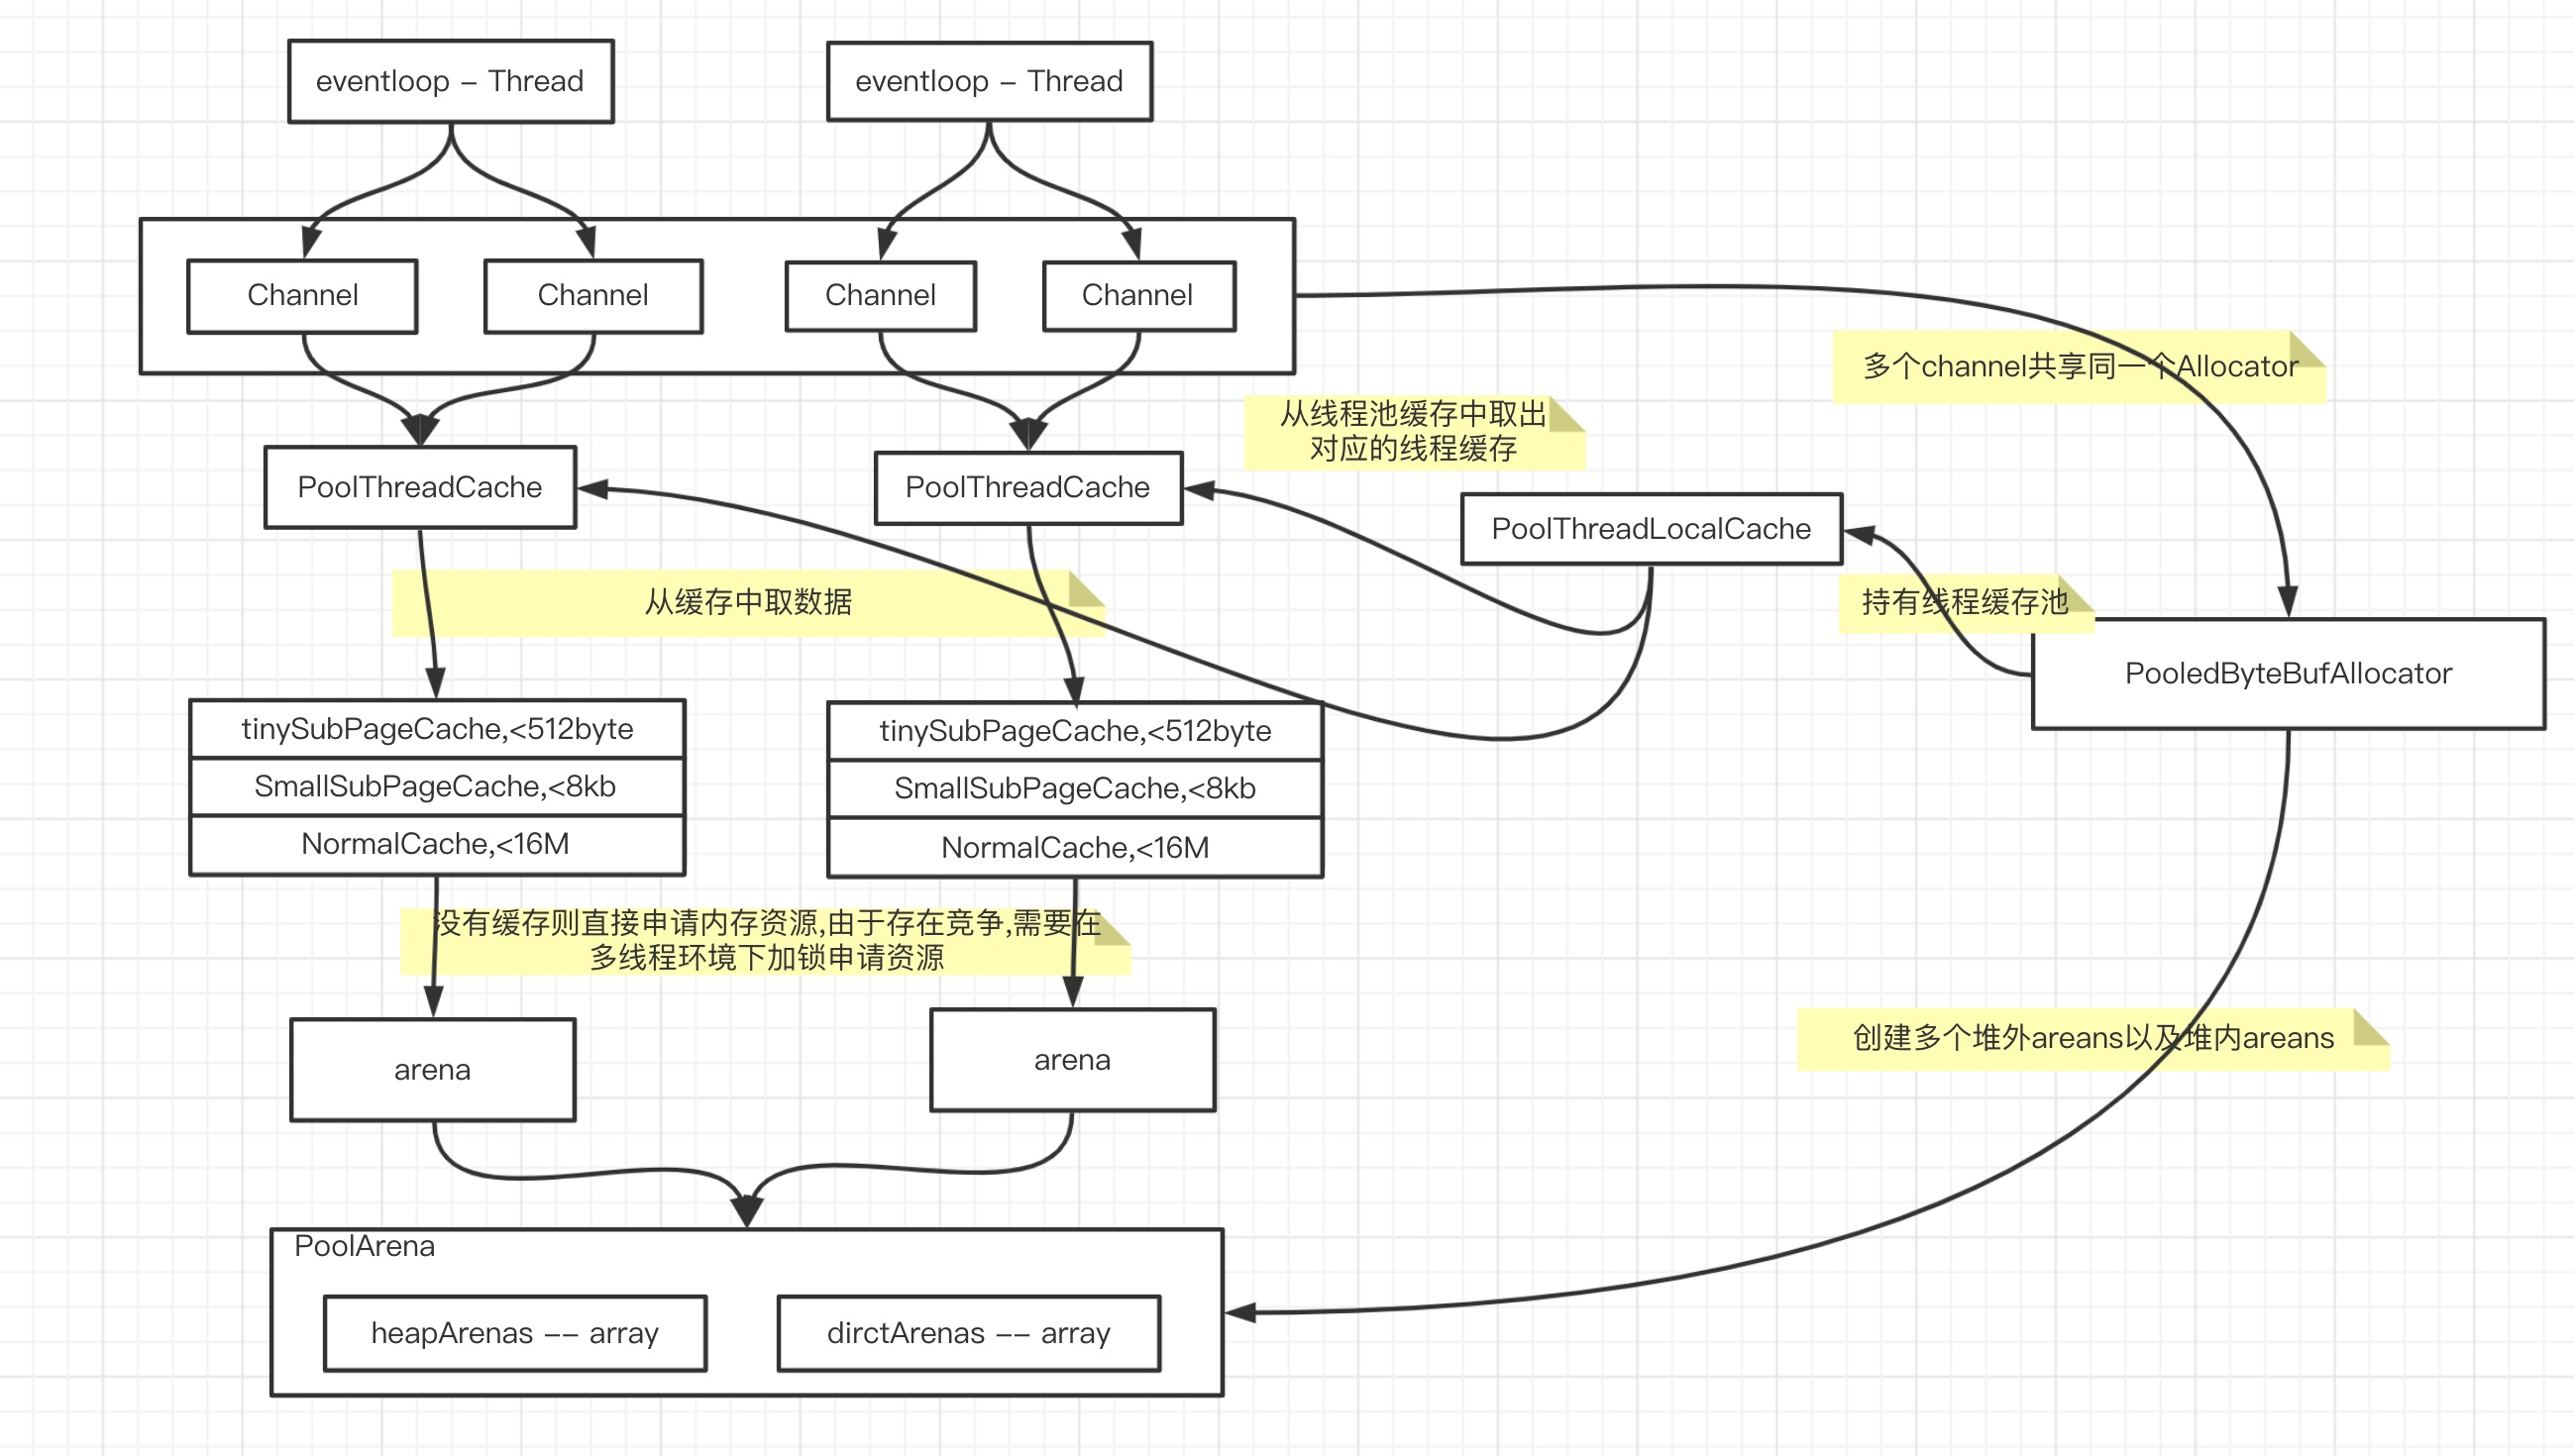 eventloop - Thread
eventloop - Thread
Channel
Channel
Channel
Channel
多个channel共享同一个Allocator
从线程池缓存中取出
对应的线程缓存
PoolThreadCache
PoolThreadCache
PoolThreadLocalCache
从缓存中取数据
持有线程缓存池
PooledByteBufAllocator
tinySubPageCache,<512byte
SmallSubPageCache,<8kb
NormalCache,<16M
tinySubPageCache,<512byte
SmallSubPageCache,<8kb
NormalCache,<16M
没有缓存则直接申请内存资源,由于存在竞争,需要在
多线程环境下加锁申请资源
arena
arena
创建多个堆外areans以及堆内areans
PoolArena
heapArenas -- array
dirctArenas -- array